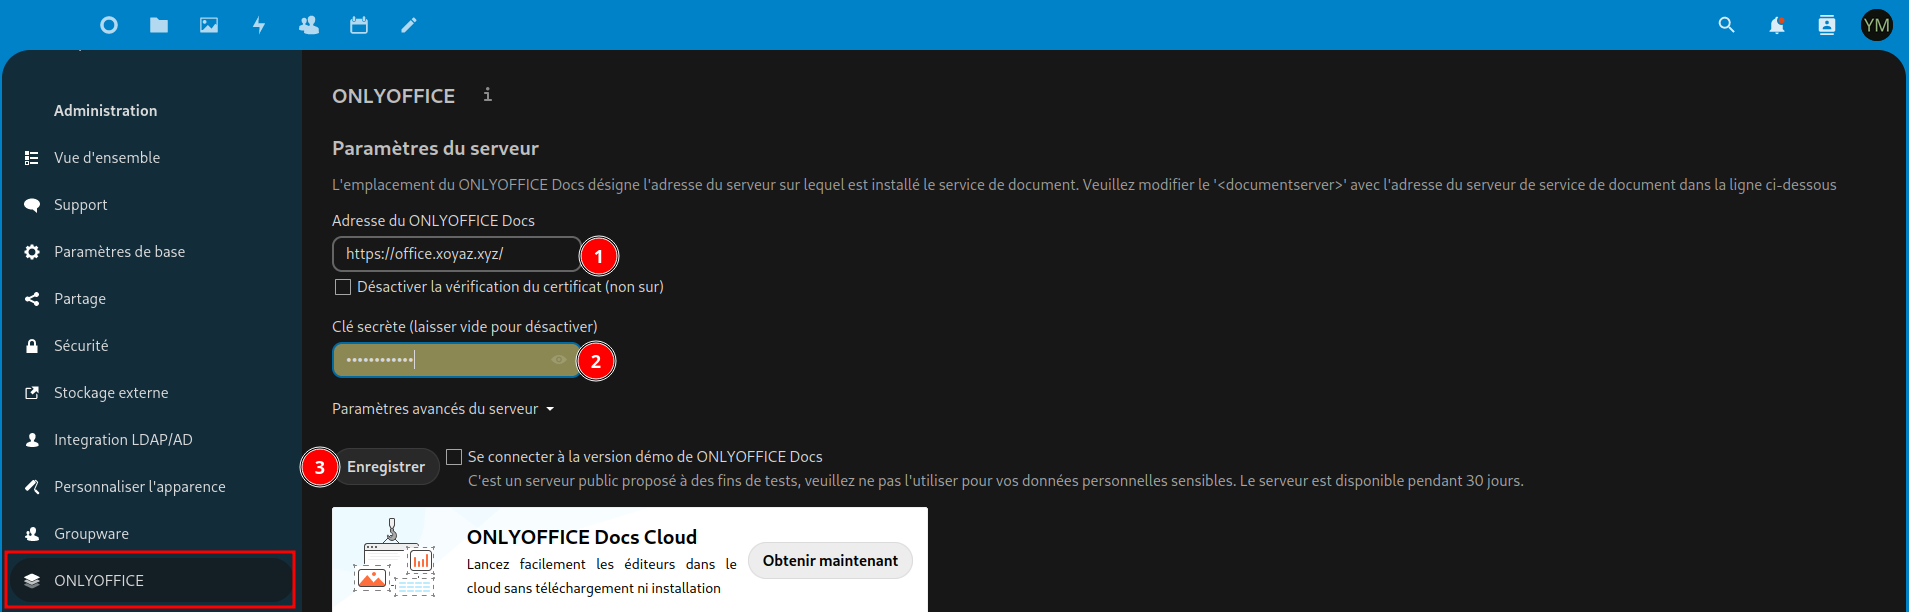 YM
Administration
Vue d'ensemble
Support
Paramètres de base
Partage
Sécurité
Stockage externe
Integration LDAP/AD
Personnaliser l'apparence
Groupware
ONLYOFFICE
ONLYOFFICE i
Paramètres du serveur
L'emplacement du ONLYOFFICE Docs désigne l'adresse du serveur sur lequel est installé le service de document. Veuillez modifier le '<documentserver>' avec l'adresse du serveur de service de document dans la ligne ci-dessous
Adresse du ONLYOFFICE Docs
https://office.xoyaz.xyz/ 1
Désactiver la vérification du certificat (non sur)
Clé secrète (laisser vide pour désactiver)
•••••••••••• 2
Paramètres avancés du serveur
3 Enregistrer
Se connecter à la version démo de ONLYOFFICE Docs
C'est un serveur public proposé à des fins de tests, veuillez ne pas l'utiliser pour vos données personnelles sensibles. Le serveur est disponible pendant 30 jours.
ONLYOFFICE Docs Cloud
Lancez facilement les éditeurs dans le
cloud sans téléchargement ni installation
Obtenir maintenant